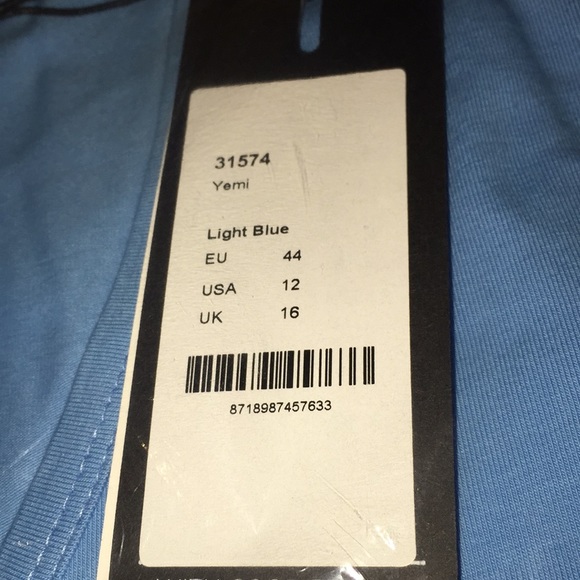 31574
Yemi
Light Blue
EU 44
USA 12
UK 16
8718987457633